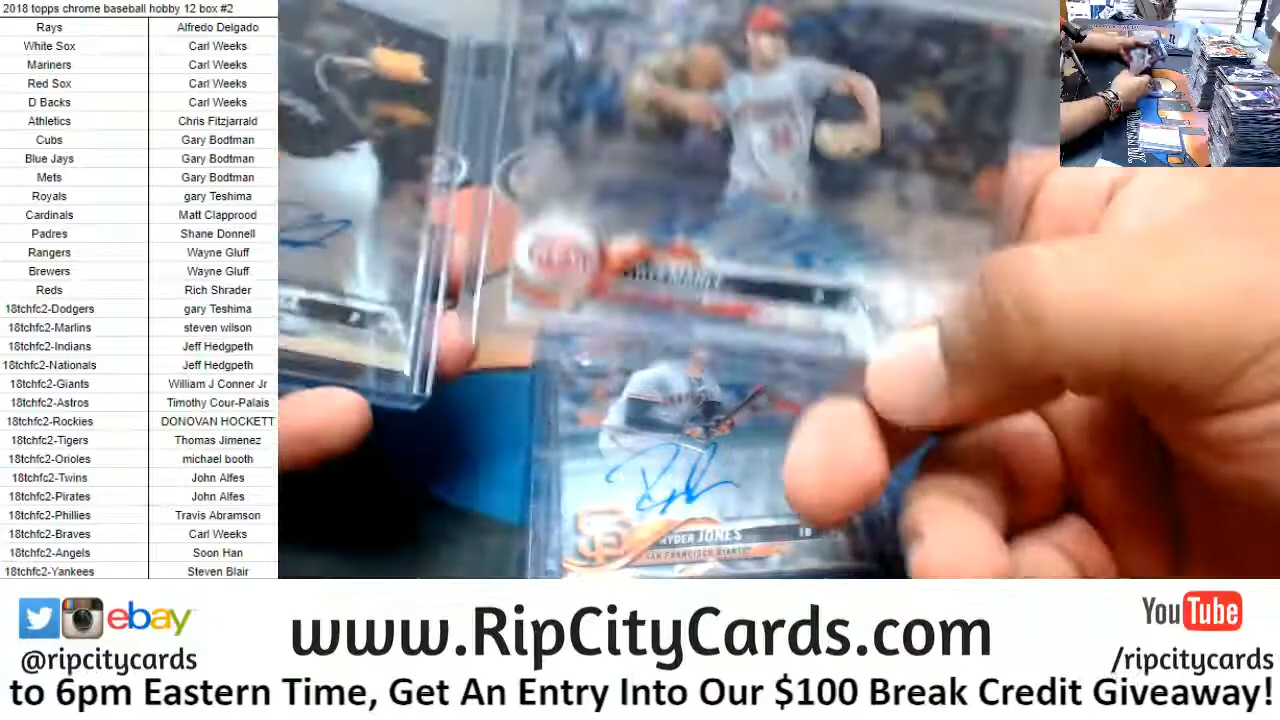 2018 topps chrome baseball hobby 12 box #2
Rays Alfredo Delgado
White Sox Carl Weeks
Mariners Carl Weeks
Red Sox Carl Weeks
D Backs Carl Weeks
Athletics Chris Fitzjarrald
Cubs Gary Bodtman
Blue Jays Gary Bodtman
Mets Gary Bodtman
Royals gary Teshima
Cardinals Matt Clapprood
Padres Shane Donnell
Rangers Wayne Gluff
Brewers Wayne Gluff
Reds Rich Shrader
18tchfc2-Dodgers gary Teshima
18tchfc2-Marlins steven wilson
18tchfc2-Indians Jeff Hedgpeth
18tchfc2-Nationals Jeff Hedgpeth
18tchfc2-Giants William J Conner Jr
18tchfc2-Astros Timothy Cour-Palais
18tchfc2-Rockies DONOVAN HOCKETT
18tchfc2-Tigers Thomas Jimenez
18tchfc2-Orioles michael booth
18tchfc2-Twins John Alfes
18tchfc2-Pirates John Alfes
18tchfc2-Phillies Travis Abramson
18tchfc2-Braves Carl Weeks
18tchfc2-Angels Soon Han
18tchfc2-Yankees Steven Blair
REDS
SF
RYDER JONES 1B
SAN FRANCISCO GIANTS
ebay
@ripcitycards
www.RipCityCards.com
YouTube
/ripcitycards
to 6pm Eastern Time, Get An Entry Into Our $100 Break Credit Giveaway!